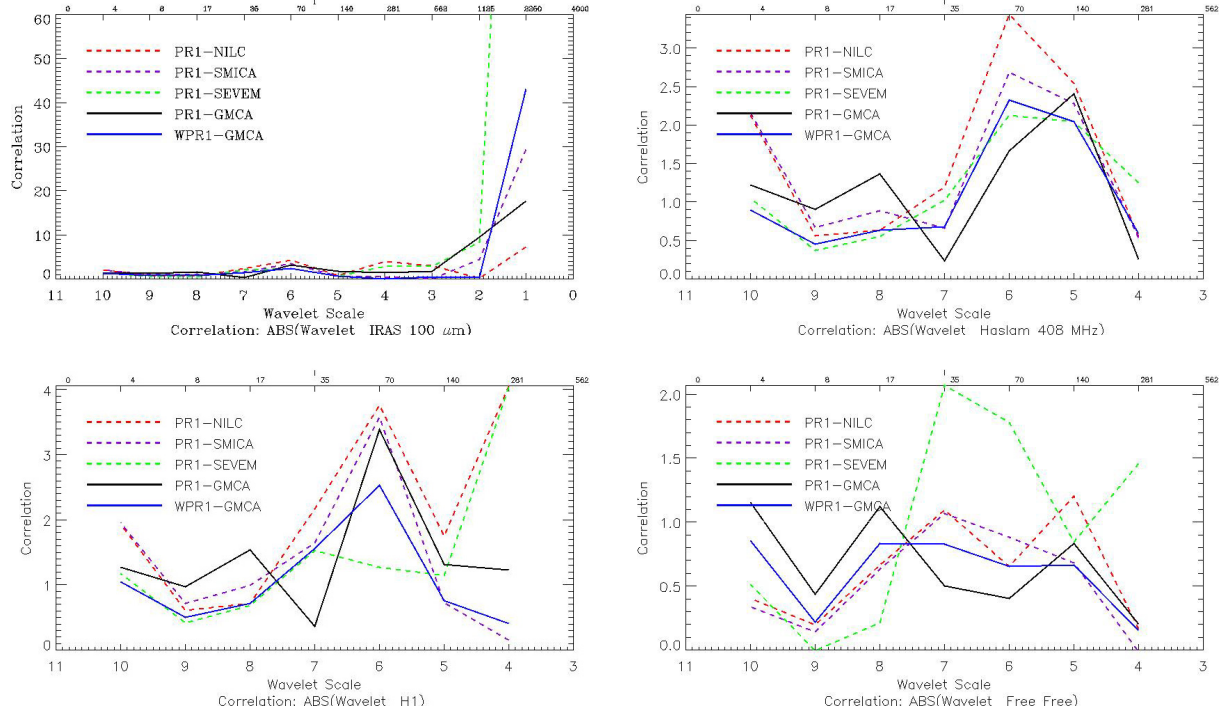 0 4 8 17 36 70 140 281 668 1185 2360 4000
60
50
40
30
20
10
0
Correlation
PR1-NILC
PR1-SMICA
PR1-SEVEM
PR1-GMCA
WPR1-GMCA
11 10 9 8 7 6 5 4 3 2 1 0
Wavelet Scale
Correlation: ABS(Wavelet IRAS 100 μm)
0 4 8 17 35 70 140 281 562
3.0
2.5
2.0
1.5
1.0
0.5
0.0
Correlation
PR1-NILC
PR1-SMICA
PR1-SEVEM
PR1-GMCA
WPR1-GMCA
11 10 9 8 7 6 5 4 3
Wavelet Scale
Correlation: ABS(Wavelet Haslam 408 MHz)
0 4 8 17 35 70 140 281 562
4
3
2
1
0
Correlation
PR1-NILC
PR1-SMICA
PR1-SEVEM
PR1-GMCA
WPR1-GMCA
11 10 9 8 7 6 5 4 3
Wavelet Scale
Correlation: ABS(Wavelet H1)
0 4 8 17 35 70 140 281 562
2.0
1.5
1.0
0.5
0.0
Correlation
PR1-NILC
PR1-SMICA
PR1-SEVEM
PR1-GMCA
WPR1-GMCA
11 10 9 8 7 6 5 4 3
Wavelet Scale
Correlation: ABS(Wavelet Free Free)